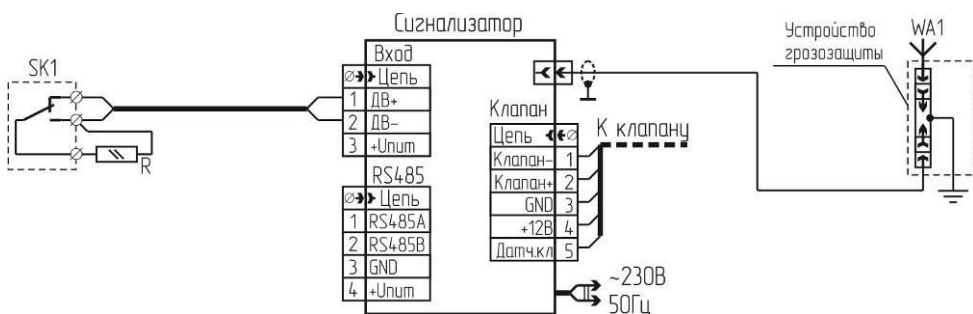 Сигнализатор
SK1
R
Вход
Цепь
1 ДВ+
2 ДВ-
3 +Uпит
RS485
Цепь
1 RS485A
2 RS485B
3 GND
4 +Uпит
Клапан
Цепь
Клапан- 1
Клапан+ 2
GND 3
+12В 4
Датч.кл 5
К клапану
~230В
50Гц
Устройство
грозозащиты
WA1